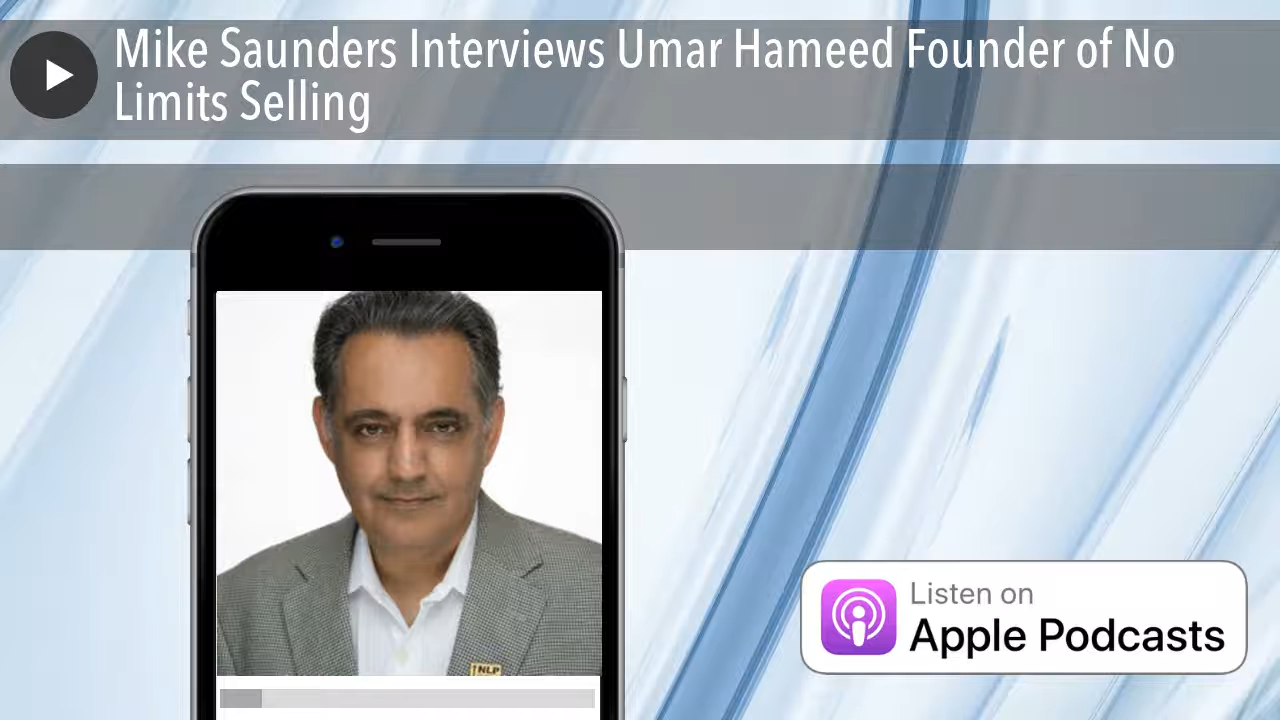 Mike Saunders Interviews Umar Hameed Founder of No
Limits Selling
NLP
Listen on
Apple Podcasts